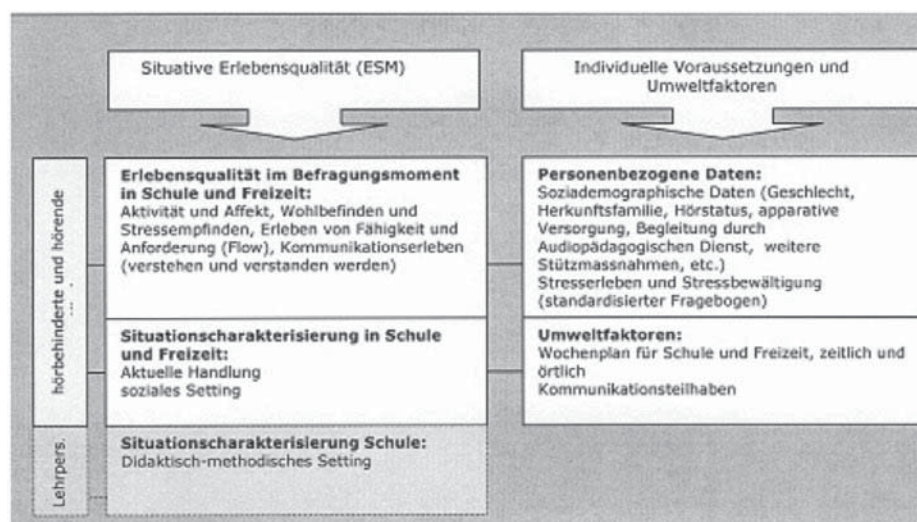 Situative Erlebensqualität (ESM)
Individuelle Voraussetzungen und
Umweltfaktoren
hörbehinderte und hörende
...
Erlebensqualität im Befragungsmoment
in Schule und Freizeit:
Aktivität und Affekt, Wohlbefinden und
Stressempfinden, Erleben von Fähigkeit und
Anforderung (Flow), Kommunikationserleben
(verstehen und verstanden werden)
Personenbezogene Daten:
Soziademographische Daten (Geschlecht,
Herkunftsfamilie, Hörstatus, apparative
Versorgung, Begleitung durch
Audiopädagogischen Dienst, weitere
Stützmassnahmen, etc.)
Stresserleben und Stressbewältigung
(standardisierter Fragebogen)
Situationscharakterisierung in Schule
und Freizeit:
Aktuelle Handlung
soziales Setting
Umweltfaktoren:
Wochenplan für Schule und Freizeit, zeitlich und
örtlich
Kommunikationsteilhaben
Lehrpers.
Situationscharakterisierung Schule:
Didaktisch-methodisches Setting